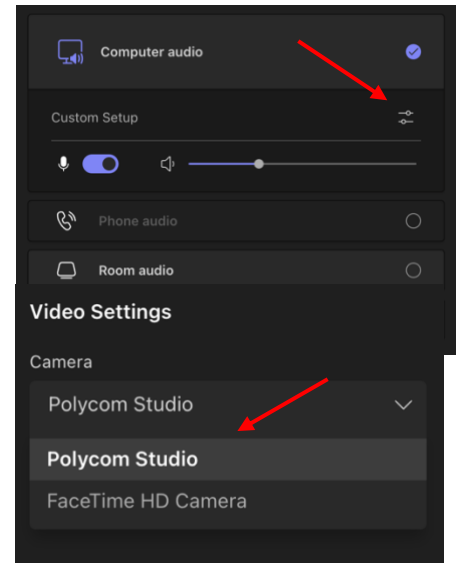 Computer audio
Custom Setup
Phone audio
Room audio
Video Settings
Camera
Polycom Studio
Polycom Studio
FaceTime HD Camera